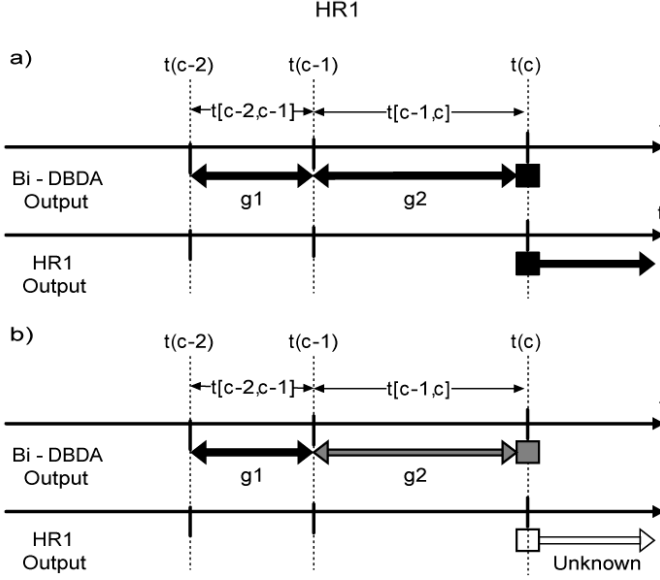 HR1
a)
t(c-2) t(c-1) t(c)
t[c-2,c-1] t[c-1,c]
Bi - DBDA
Output
g1 g2
t
HR1
Output
b)
t(c-2) t(c-1) t(c)
t[c-2,c-1] t[c-1,c]
Bi - DBDA
Output
g1 g2
HR1
Output
Unknown